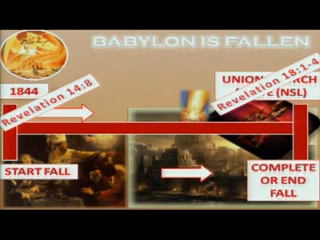 BABYLON IS FALLEN
1844
Revelation 14:8
UNION
(NSL)
Revelation 18:1-4
START FALL
COMPLETE
OR END
FALL